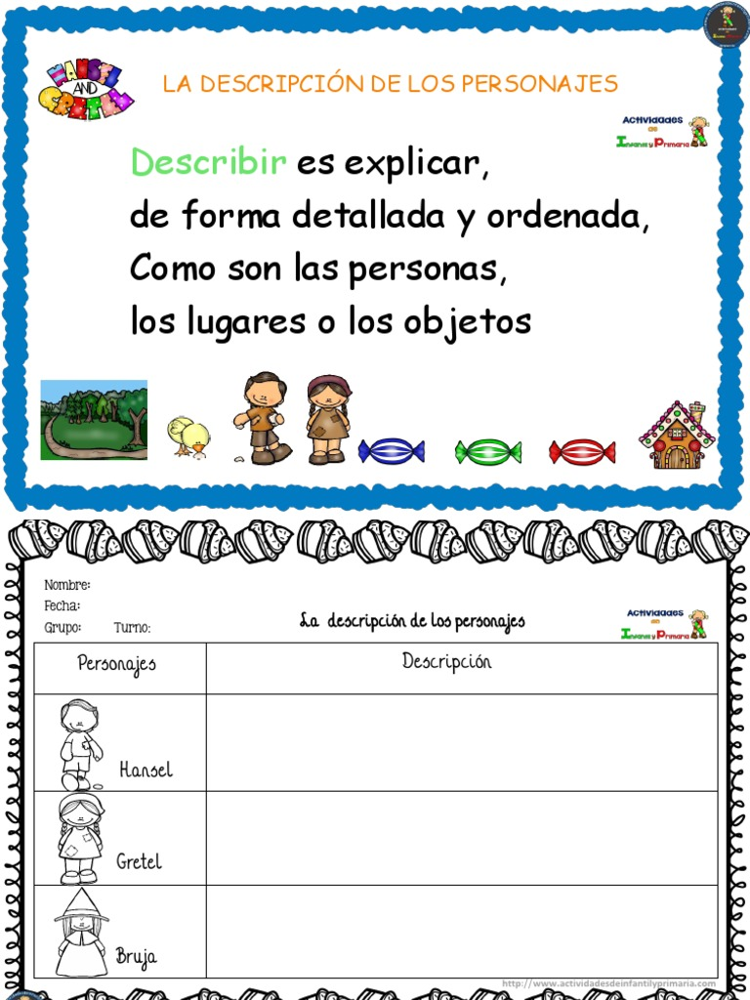 HANSEL
AND
GRETEL
LA DESCRIPCIÓN DE LOS PERSONAJES
Actividades
de
Infantil y Primaria
Describir es explicar,
de forma detallada y ordenada,
Como son las personas,
los lugares o los objetos
Nombre:
Fecha:
Grupo: Turno:
La descripción de los personajes
Actividades
de
Infantil y Primaria
Personajes Descripción
Hansel
Gretel
Bruja
http://www.actividadesdeinfantilyprimaria.com